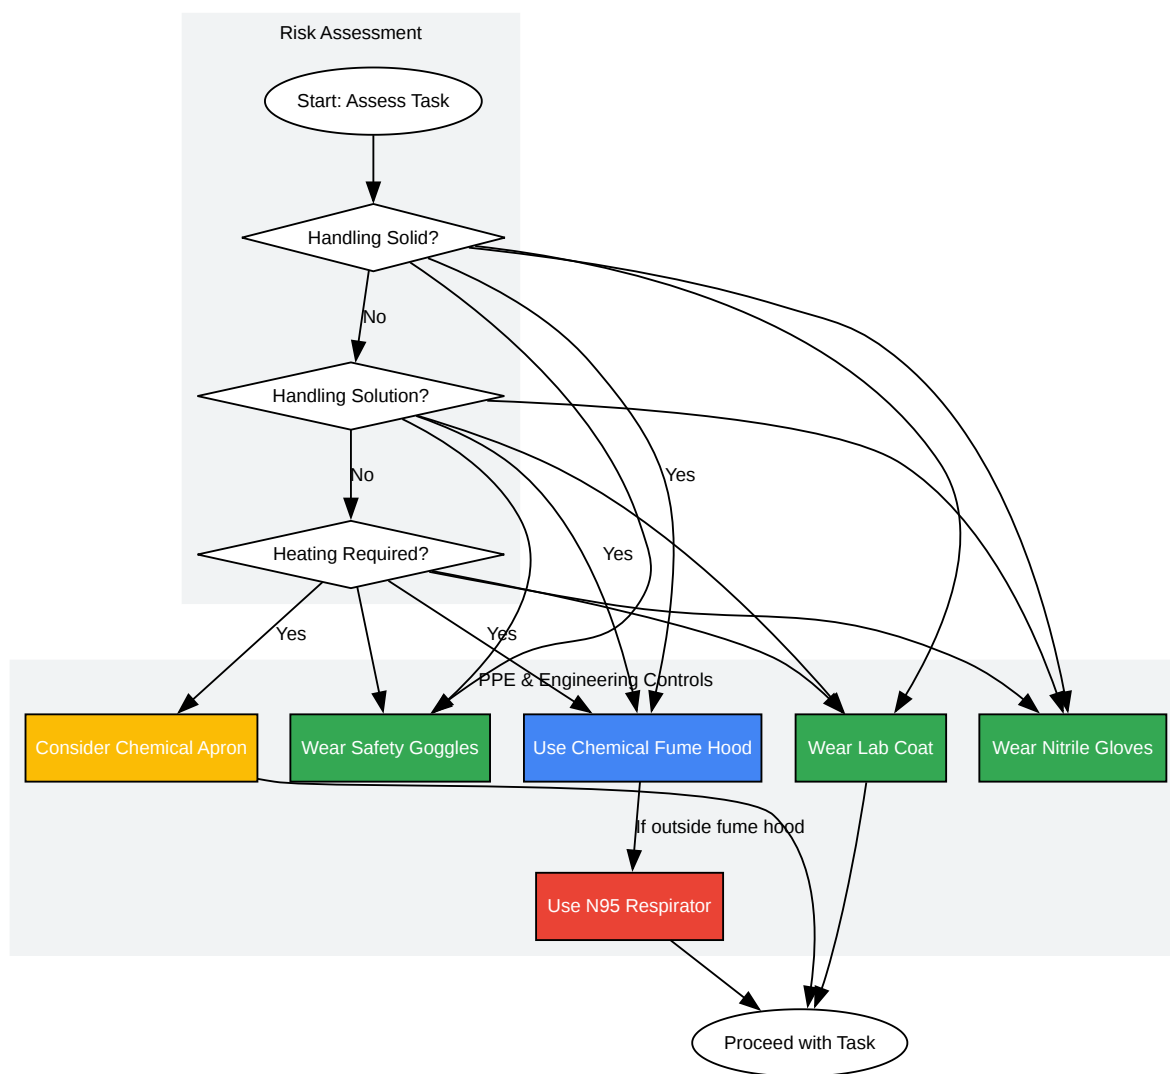 Risk Assessment
Start: Assess Task
Handling Solid?
No
Handling Solution?
No
Yes
Heating Required?
Yes
Yes
Yes
PPE & Engineering Controls
Consider Chemical Apron
Wear Safety Goggles
Use Chemical Fume Hood
Wear Lab Coat
Wear Nitrile Gloves
If outside fume hood
Use N95 Respirator
Proceed with Task